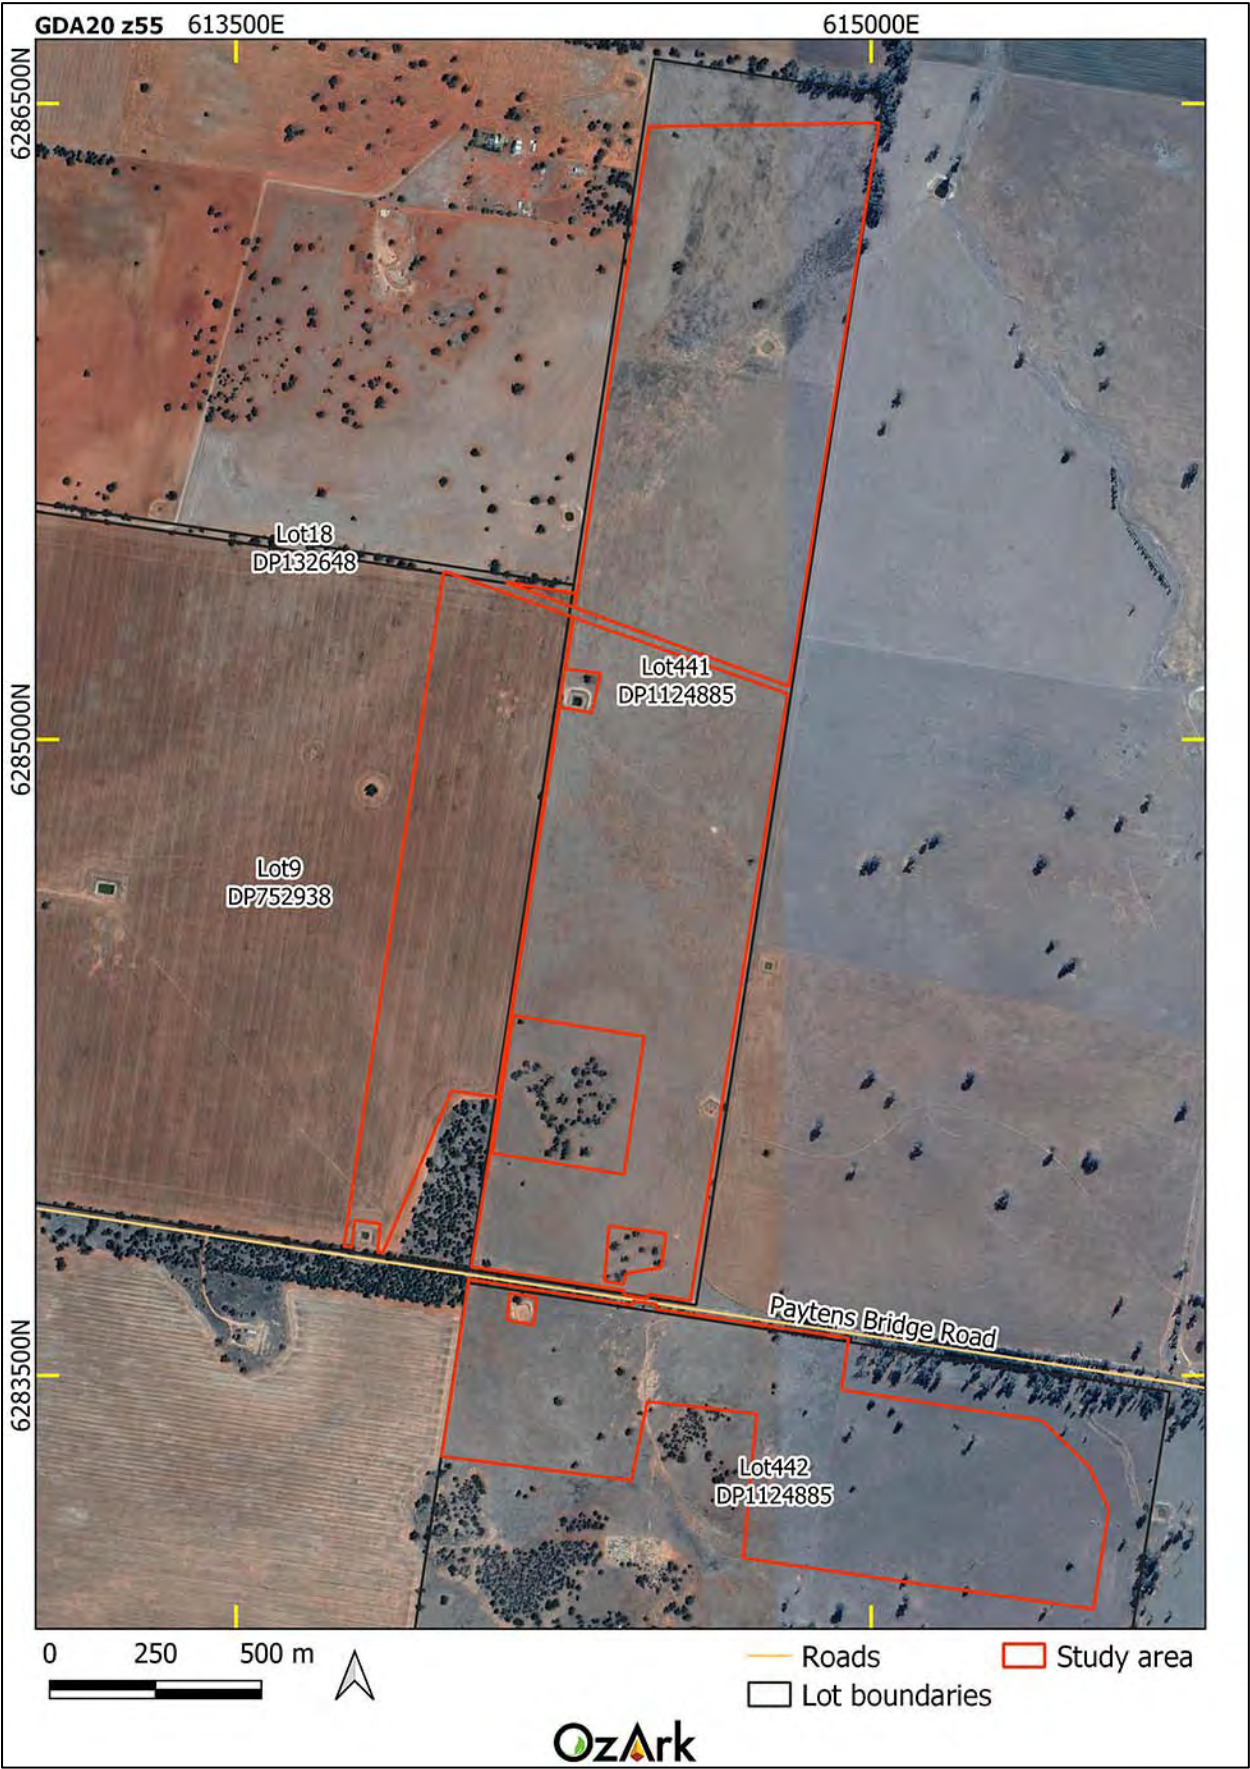 GDA20 z55
613500E
615000E
6286500N
Lot18
DP132648
Lot441
DP1124885
6285000N
Lot9
DP752938
Paytens Bridge Road
6283500N
Lot442
DP1124885
0 250 500 m
Roads
Study area
Lot boundaries
OzArk